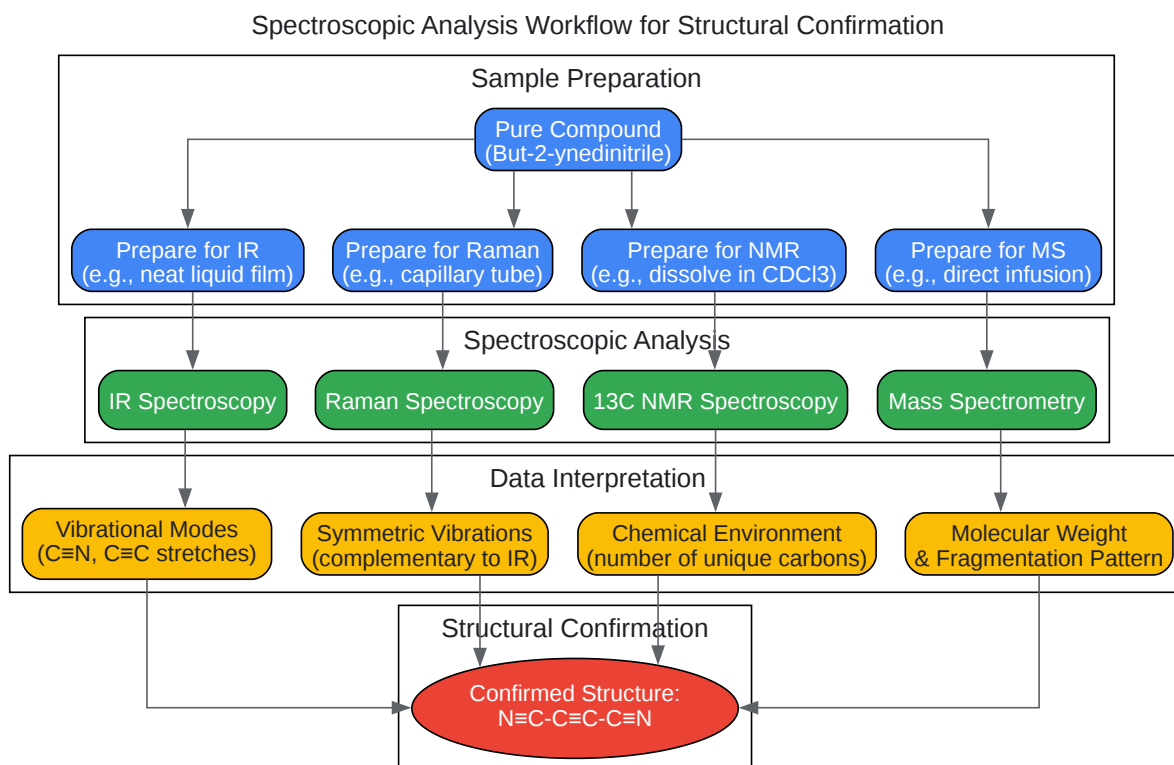 Spectroscopic Analysis Workflow for Structural Confirmation
Sample Preparation
Pure Compound
(But-2-ynedinitrile)
Prepare for IR
(e.g., neat liquid film)
Prepare for Raman
(e.g., capillary tube)
Prepare for NMR
(e.g., dissolve in CDCl3)
Prepare for MS
(e.g., direct infusion)
Spectroscopic Analysis
IR Spectroscopy
Raman Spectroscopy
13C NMR Spectroscopy
Mass Spectrometry
Data Interpretation
Vibrational Modes
(C≡N, C≡C stretches)
Symmetric Vibrations
(complementary to IR)
Chemical Environment
(number of unique carbons)
Molecular Weight
& Fragmentation Pattern
Structural Confirmation
Confirmed Structure:
N≡C-C≡C-C≡N